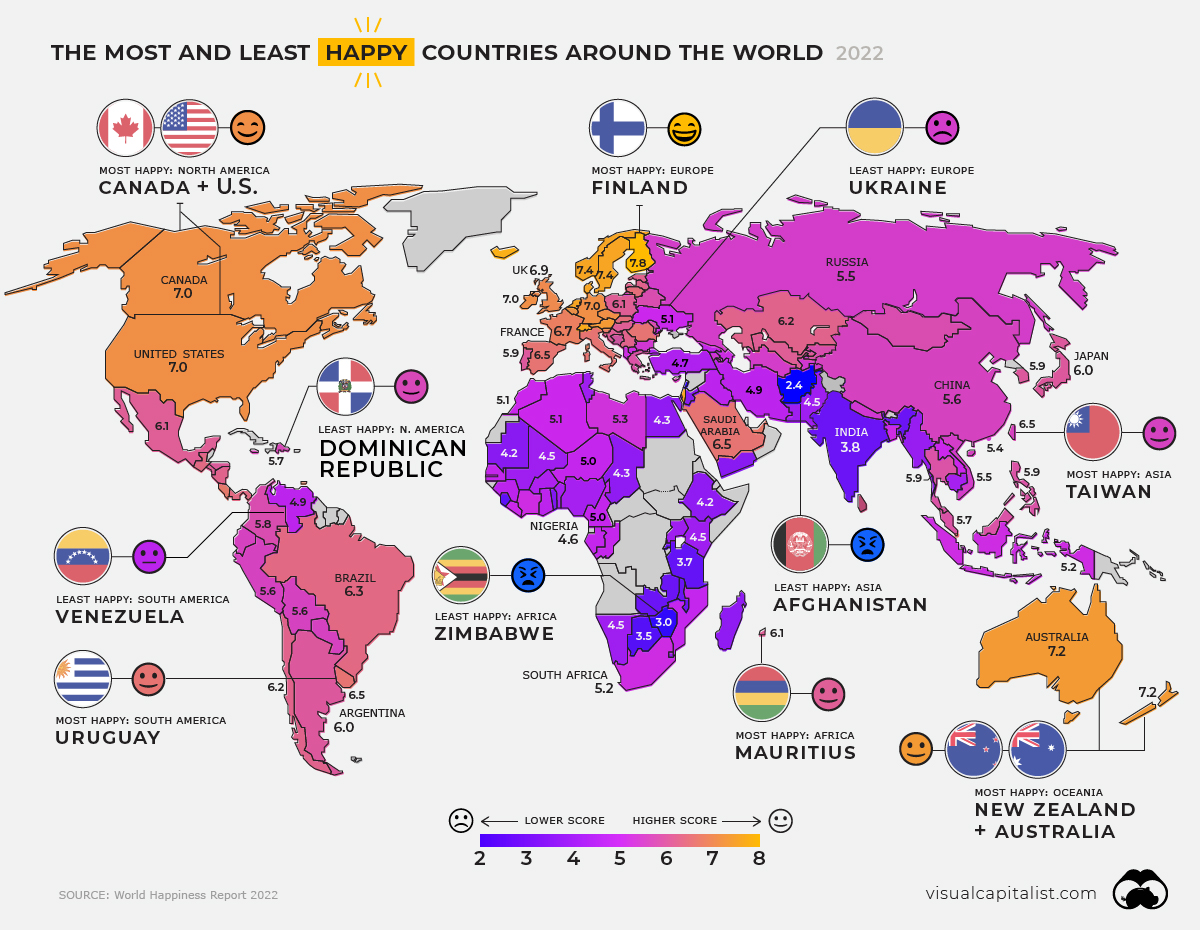 THE MOST AND LEAST HAPPY COUNTRIES AROUND THE WORLD 2022
MOST HAPPY: NORTH AMERICA
CANADA + U.S.
MOST HAPPY: EUROPE
FINLAND
LEAST HAPPY: EUROPE
UKRAINE
CANADA
7.0
UNITED STATES
7.0
6.1
LEAST HAPPY: N. AMERICA
DOMINICAN
REPUBLIC
5.7
UK 6.9
7.0
7.4
7.4
7.8
7.0
6.1
5.1
FRANCE 6.7
5.9
6.5
4.7
RUSSIA
5.5
6.2
CHINA
5.6
5.9
JAPAN
6.0
4.9
2.4
4.5
INDIA
3.8
SAUDI
ARABIA
6.5
5.1
5.1
5.3
4.3
4.2
4.5
5.0
4.3
4.2
5.0
NIGERIA
4.6
4.5
3.7
3.0
4.5
3.5
SOUTH AFRICA
5.2
6.5
5.4
MOST HAPPY: ASIA
TAIWAN
5.9
5.5
5.9
5.7
5.2
4.9
5.8
5.6
5.6
BRAZIL
6.3
6.2
6.5
ARGENTINA
6.0
LEAST HAPPY: SOUTH AMERICA
VENEZUELA
MOST HAPPY: SOUTH AMERICA
URUGUAY
LEAST HAPPY: AFRICA
ZIMBABWE
LEAST HAPPY: ASIA
AFGHANISTAN
6.1
MOST HAPPY: AFRICA
MAURITIUS
AUSTRALIA
7.2
7.2
MOST HAPPY: OCEANIA
NEW ZEALAND
+ AUSTRALIA
LOWER SCORE HIGHER SCORE
2 3 4 5 6 7 8
SOURCE: World Happiness Report 2022
visualcapitalist.com